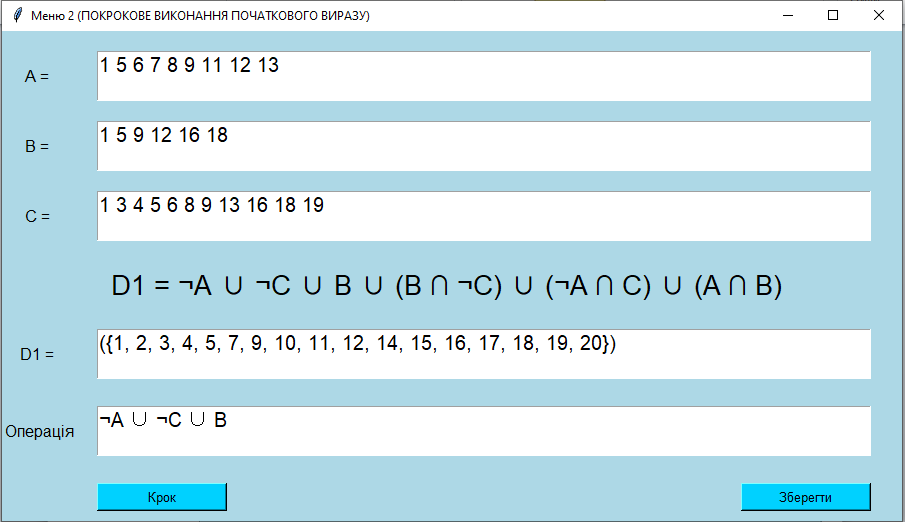 Меню 2 (ПОКРОКОВЕ ВИКОНАННЯ ПОЧАТКОВОГО ВИРАЗУ)
A = 1 5 6 7 8 9 11 12 13
B = 1 5 9 12 16 18
C = 1 3 4 5 6 8 9 13 16 18 19
D1 = ¬A ∪ ¬C ∪ B ∪ (B ∩ ¬C) ∪ (¬A ∩ C) ∪ (A ∩ B)
D1 = ({1, 2, 3, 4, 5, 7, 9, 10, 11, 12, 14, 15, 16, 17, 18, 19, 20})
Операція ¬A ∪ ¬C ∪ B
Крок Зберегти